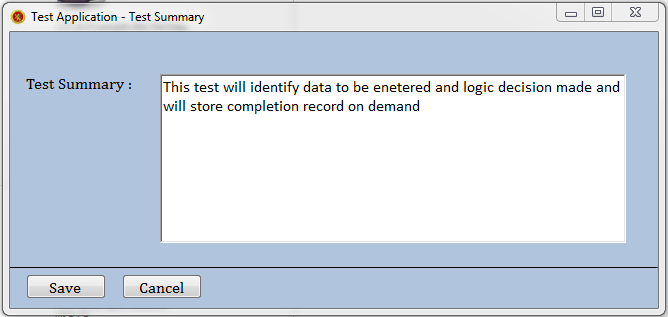 Test Application - Test Summary
Test Summary :
This test will identify data to be enetered and logic decision made and
will store completion record on demand
Save
Cancel